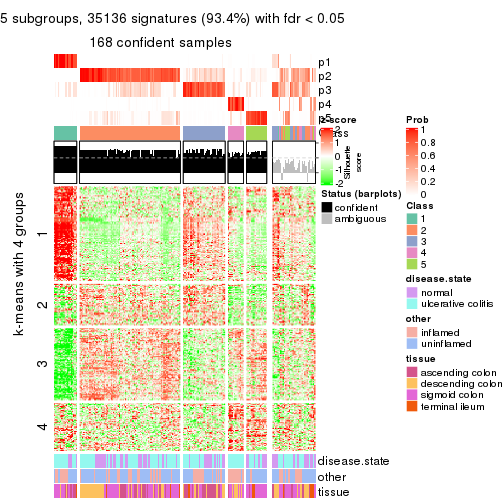 5 subgroups, 35136 signatures (93.4%) with fdr < 0.05
168 confident samples
p1
p2
p3
p4
p5
Class
z-score
2
1
0
-1
-2
Silhouette
score
k-means with 4 groups
1
2
3
4
disease.state
other
tissue
Status (barplots)
confident
ambiguous
Prob
1
0.8
0.6
0.4
0.2
0
Class
1
2
3
4
5
disease.state
normal
ulcerative colitis
other
inflamed
uninflamed
tissue
ascending colon
descending colon
sigmoid colon
terminal ileum